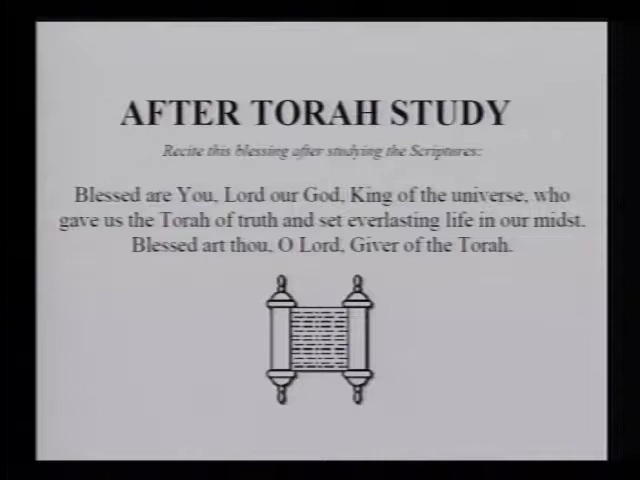 AFTER TORAH STUDY
Recite this blessing after studying the Scriptures:
Blessed are You, Lord our God, King of the universe, who
gave us the Torah of truth and set everlasting life in our midst.
Blessed art thou, O Lord, Giver of the Torah.